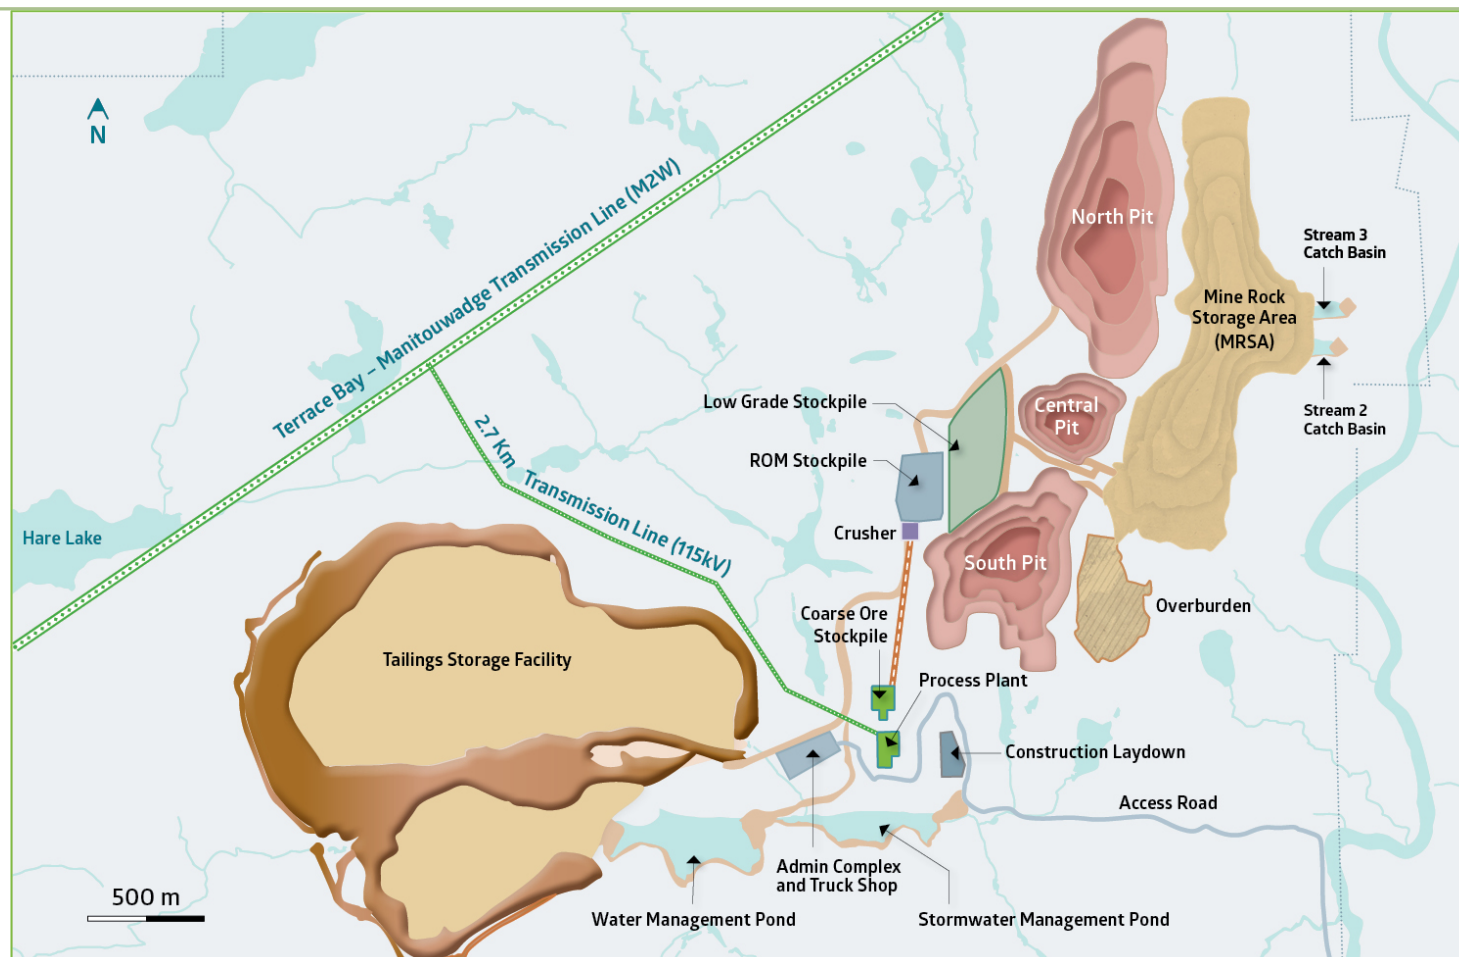 N
Terrace Bay – Manitouwadge Transmission Line (M2W)
North Pit
Stream 3
Catch Basin
Mine Rock
Storage Area
(MRSA)
Low Grade Stockpile
Central
Pit
Stream 2
Catch Basin
2.7 Km Transmission Line (115kV)
ROM Stockpile
Hare Lake
Crusher
South Pit
Coarse Ore
Stockpile
Overburden
Tailings Storage Facility
Process Plant
Construction Laydown
Access Road
Admin Complex
and Truck Shop
500 m
Water Management Pond
Stormwater Management Pond